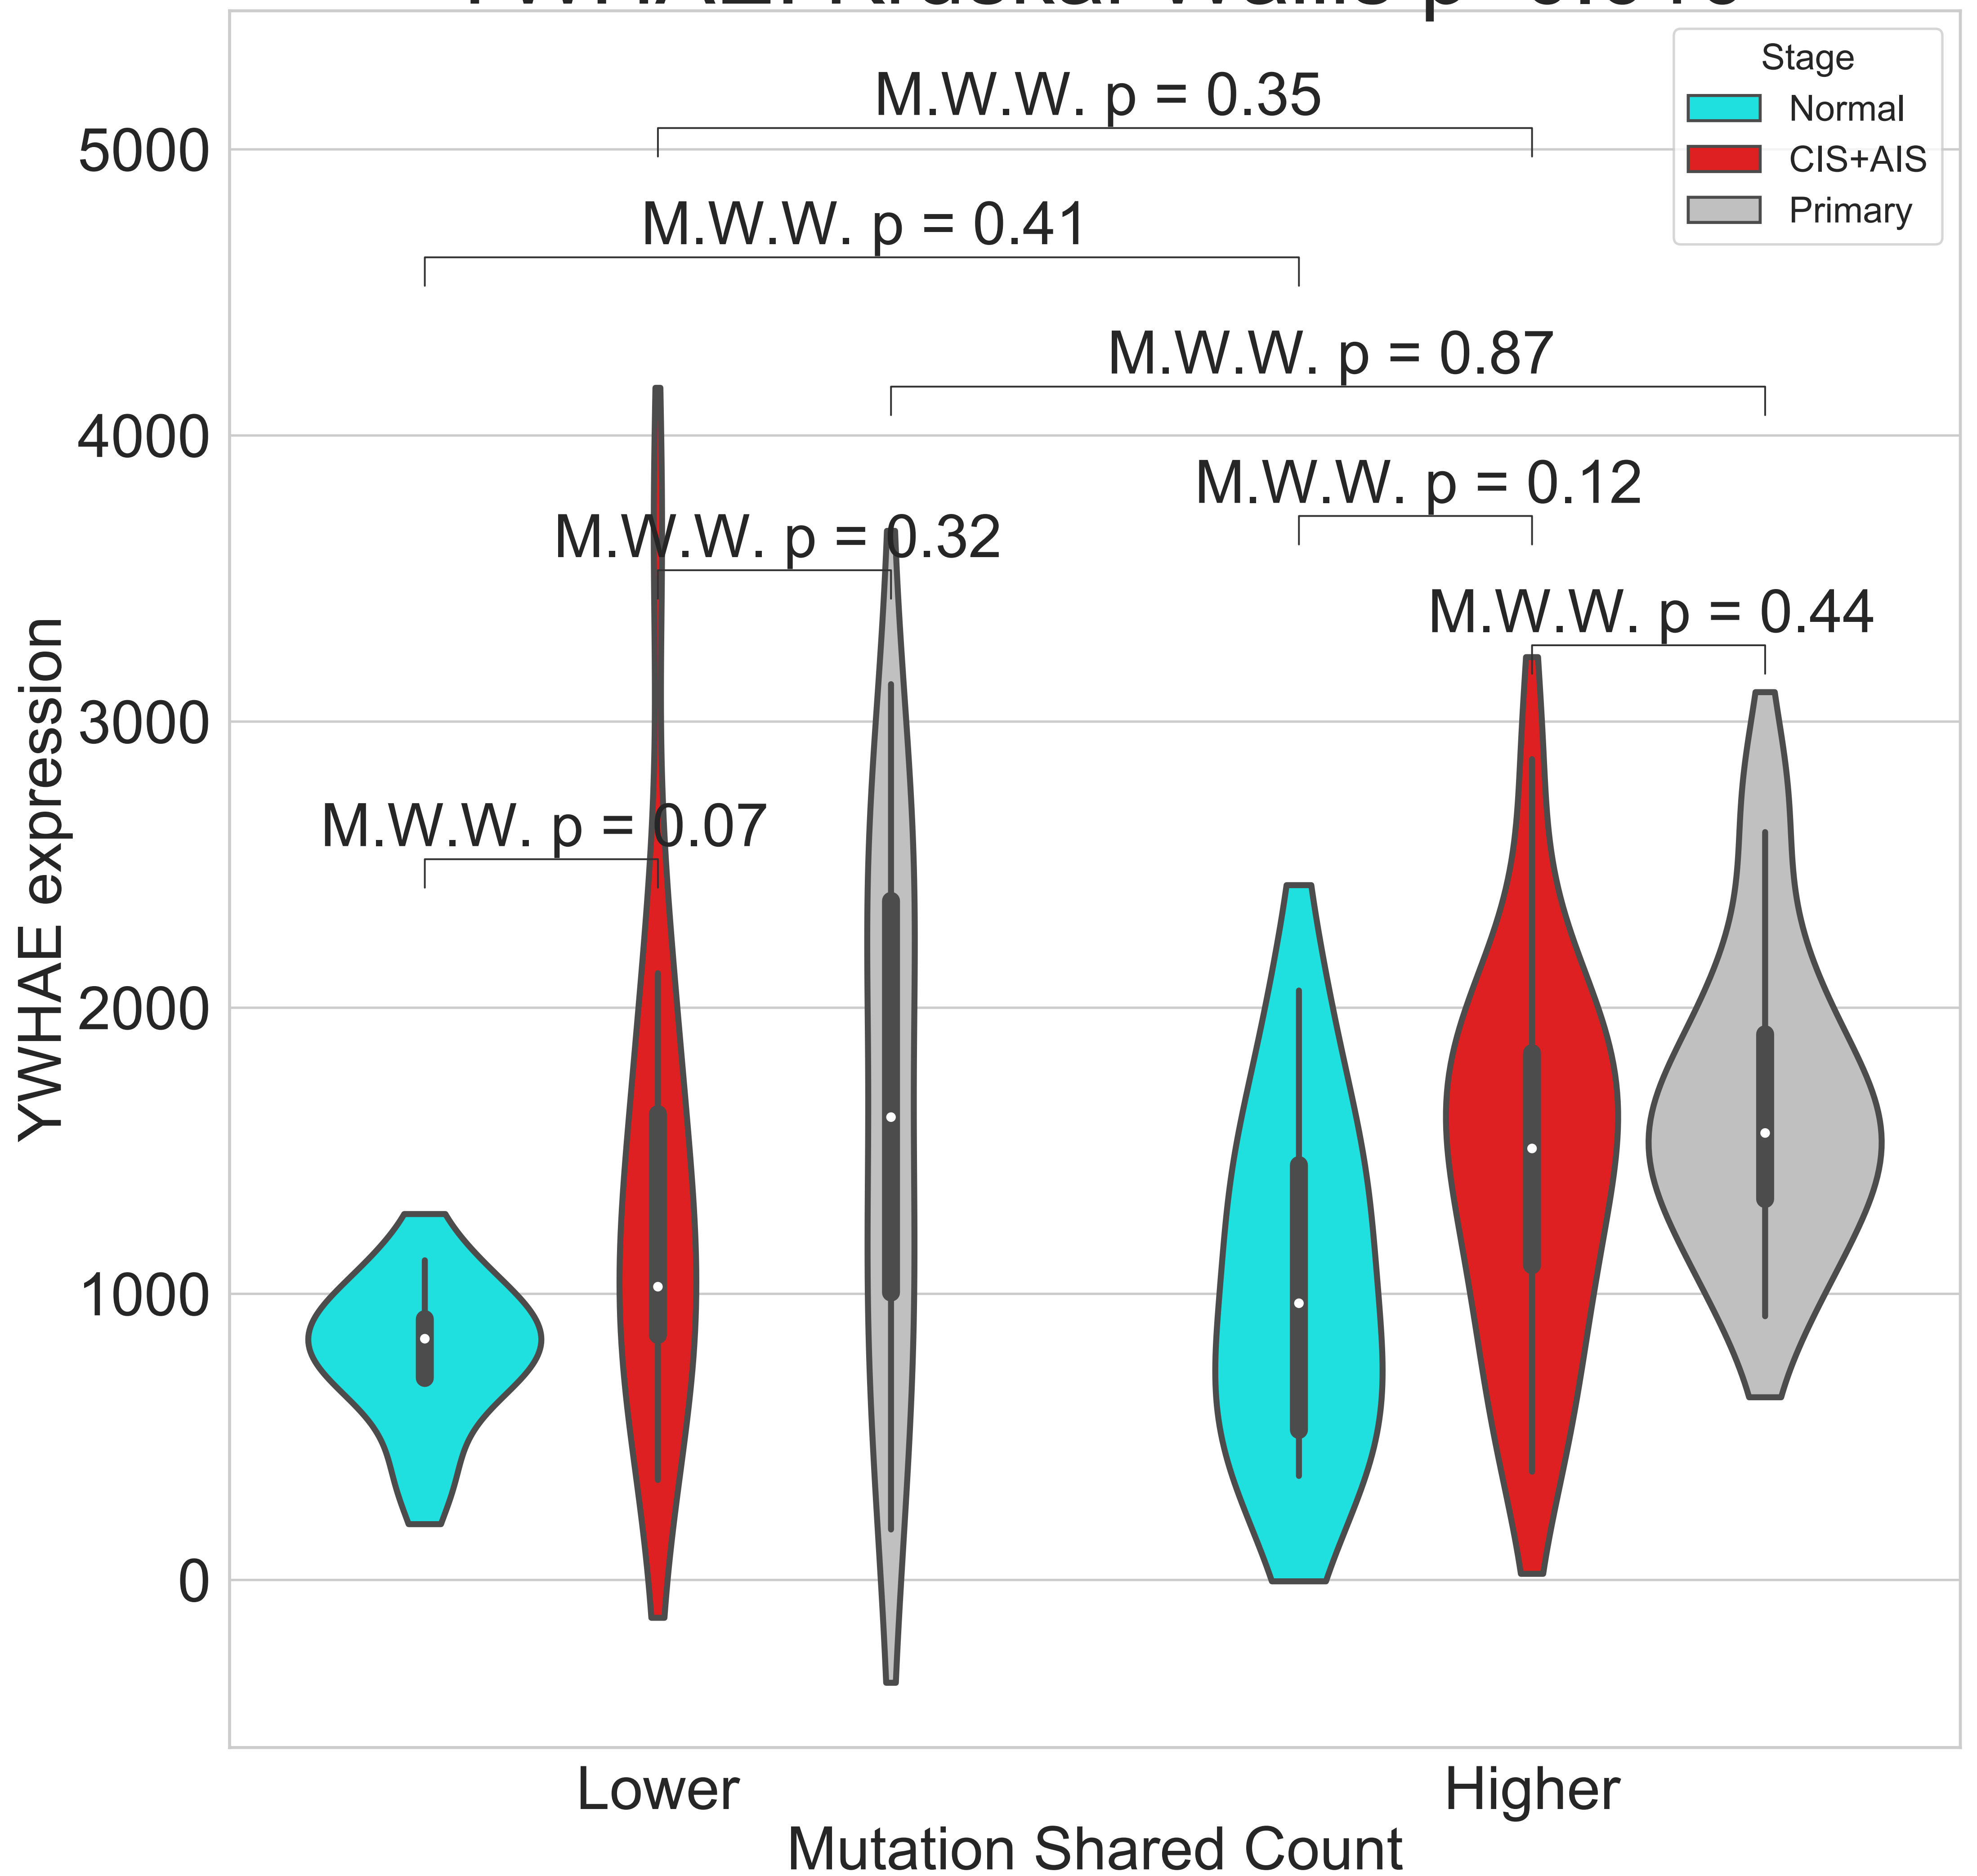 Stage
Normal
CIS+AIS
Primary
M.W.W. p = 0.35
M.W.W. p = 0.41
M.W.W. p = 0.87
M.W.W. p = 0.12
M.W.W. p = 0.32
M.W.W. p = 0.44
M.W.W. p = 0.07
5000
4000
3000
2000
1000
0
YWHAE expression
Lower
Higher
Mutation Shared Count